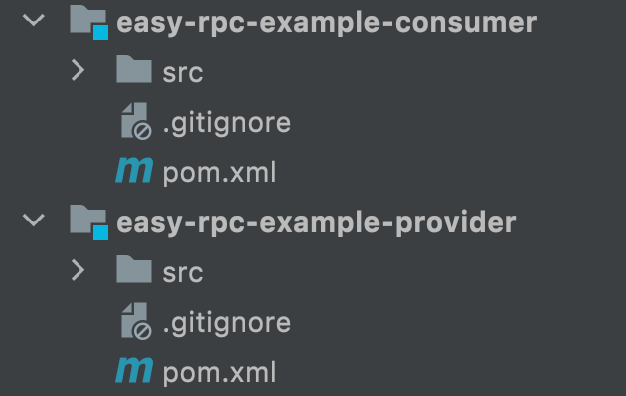 easy-rpc-example-consumer
src
.gitignore
m pom.xml
easy-rpc-example-provider
src
.gitignore
m pom.xml